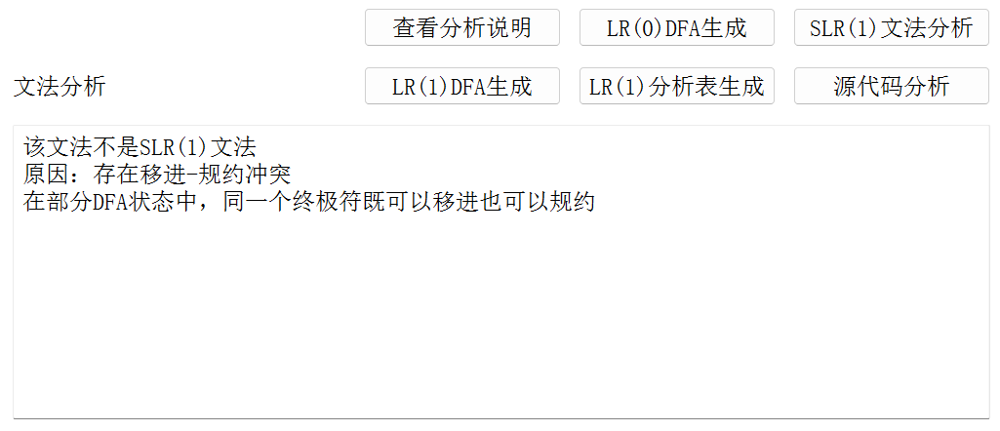 查看分析说明
LR(0)DFA生成
SLR(1)文法分析
文法分析
LR(1)DFA生成
LR(1)分析表生成
源代码分析
该文法不是SLR(1)文法
原因：存在移进-规约冲突
在部分DFA状态中，同一个终极符既可以移进也可以规约